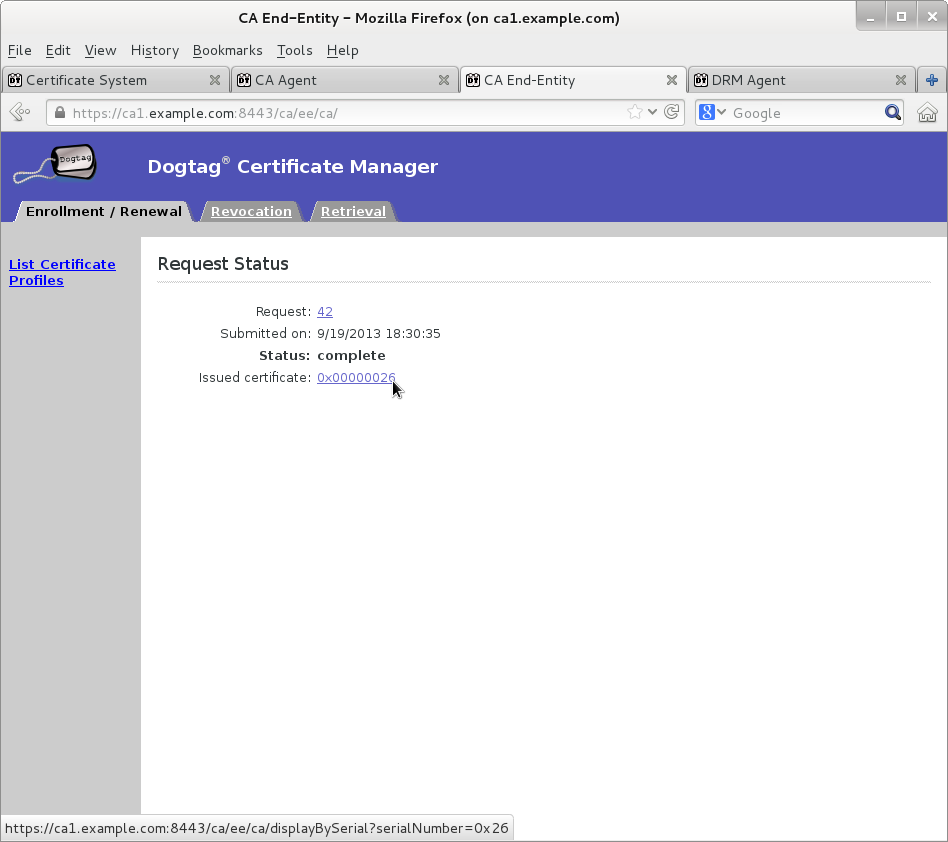 CA End-Entity - Mozilla Firefox (on ca1.example.com)
File Edit View History Bookmarks Tools Help
Certificate System CA Agent CA End-Entity DRM Agent
https://ca1.example.com:8443/ca/ee/ca/ Google
Dogtag
Dogtag® Certificate Manager
Enrollment / Renewal Revocation Retrieval
List Certificate
Profiles
Request Status
Request: 42
Submitted on: 9/19/2013 18:30:35
Status: complete
Issued certificate: 0x00000026
https://ca1.example.com:8443/ca/ee/ca/displayBySerial?serialNumber=0x26